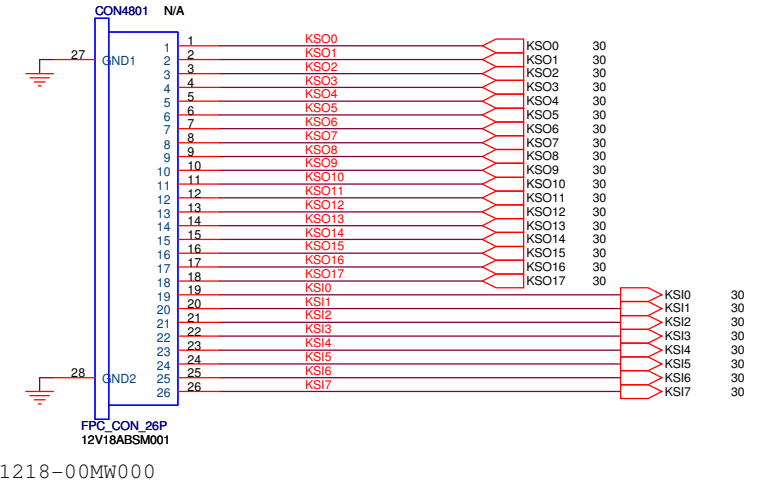 CON4801 N/A
27 GND1
1 1 KSO0 KSO0 30
2 2 KSO1 KSO1 30
3 3 KSO2 KSO2 30
4 4 KSO3 KSO3 30
5 5 KSO4 KSO4 30
6 6 KSO5 KSO5 30
7 7 KSO6 KSO6 30
8 8 KSO7 KSO7 30
9 9 KSO8 KSO8 30
10 10 KSO9 KSO9 30
11 11 KSO10 KSO10 30
12 12 KSO11 KSO11 30
13 13 KSO12 KSO12 30
14 14 KSO13 KSO13 30
15 15 KSO14 KSO14 30
16 16 KSO15 KSO15 30
17 17 KSO16 KSO16 30
18 18 KSO17 KSO17 30
19 19 KSI0 KSI0 30
20 20 KSI1 KSI1 30
21 21 KSI2 KSI2 30
22 22 KSI3 KSI3 30
23 23 KSI4 KSI4 30
24 24 KSI5 KSI5 30
28 GND2 25 25 KSI6 KSI6 30
26 26 KSI7 KSI7 30
FPC_CON_26P
12V18ABSM001
1218-00MW000